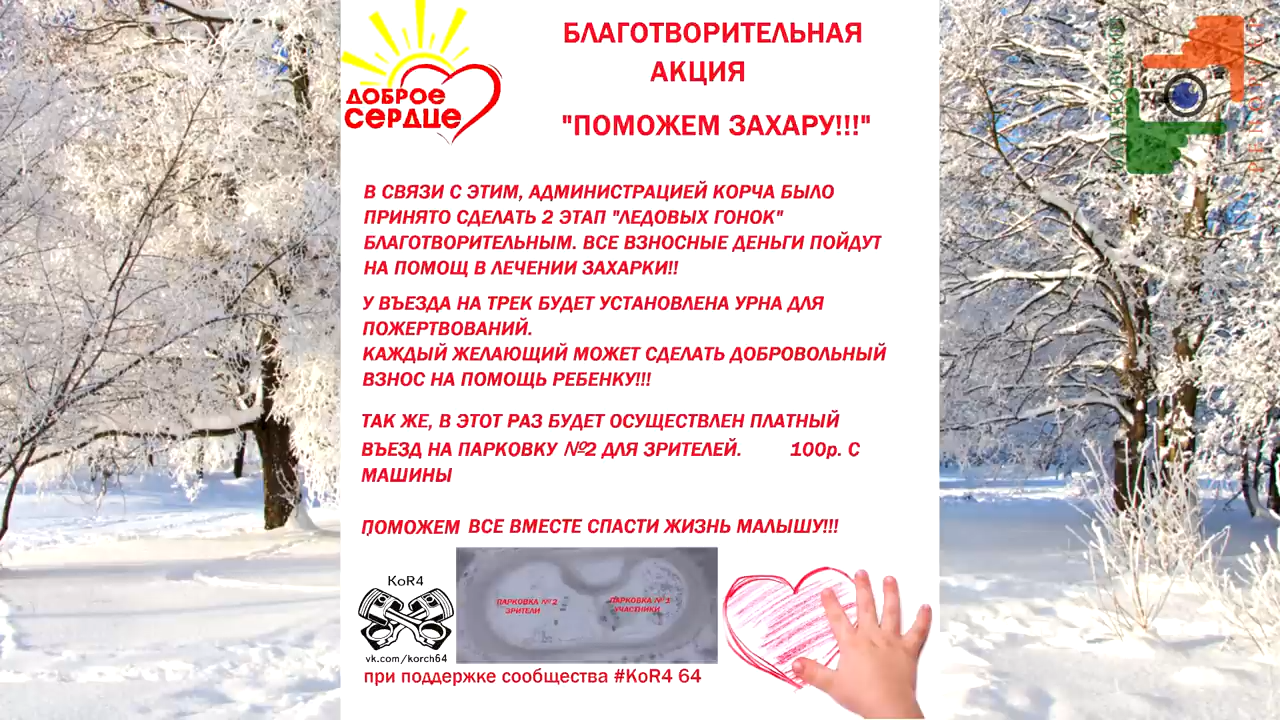 БЛАГОТВОРИТЕЛЬНАЯ
АКЦИЯ
"ПОМОЖЕМ ЗАХАРУ!!!"
ДОБРОЕ
СЕРДЦЕ
В СВЯЗИ С ЭТИМ, АДМИНИСТРАЦИЕЙ КОРЧА БЫЛО
ПРИНЯТО СДЕЛАТЬ 2 ЭТАП "ЛЕДОВЫХ ГОНОК"
БЛАГОТВОРИТЕЛЬНЫМ. ВСЕ ВЗНОСНЫЕ ДЕНЬГИ ПОЙДУТ
НА ПОМОЩ В ЛЕЧЕНИИ ЗАХАРКИ!!
У ВЪЕЗДА НА ТРЕК БУДЕТ УСТАНОВЛЕНА УРНА ДЛЯ
ПОЖЕРТВОВАНИЙ.
КАЖДЫЙ ЖЕЛАЮЩИЙ МОЖЕТ СДЕЛАТЬ ДОБРОВОЛЬНЫЙ
ВЗНОС НА ПОМОЩЬ РЕБЕНКУ!!!
ТАК ЖЕ, В ЭТОТ РАЗ БУДЕТ ОСУЩЕСТВЛЕН ПЛАТНЫЙ
ВЪЕЗД НА ПАРКОВКУ №2 ДЛЯ ЗРИТЕЛЕЙ. 100р. С
МАШИНЫ
ПОМОЖЕМ ВСЕ ВМЕСТЕ СПАСТИ ЖИЗНЬ МАЛЫШУ!!!
KoR4
vk.com/korch64
ПАРКОВКА №2
ЗРИТЕЛИ
ПАРКОВКА №1
УЧАСТНИКИ
при поддержке сообщества #KoR4 64